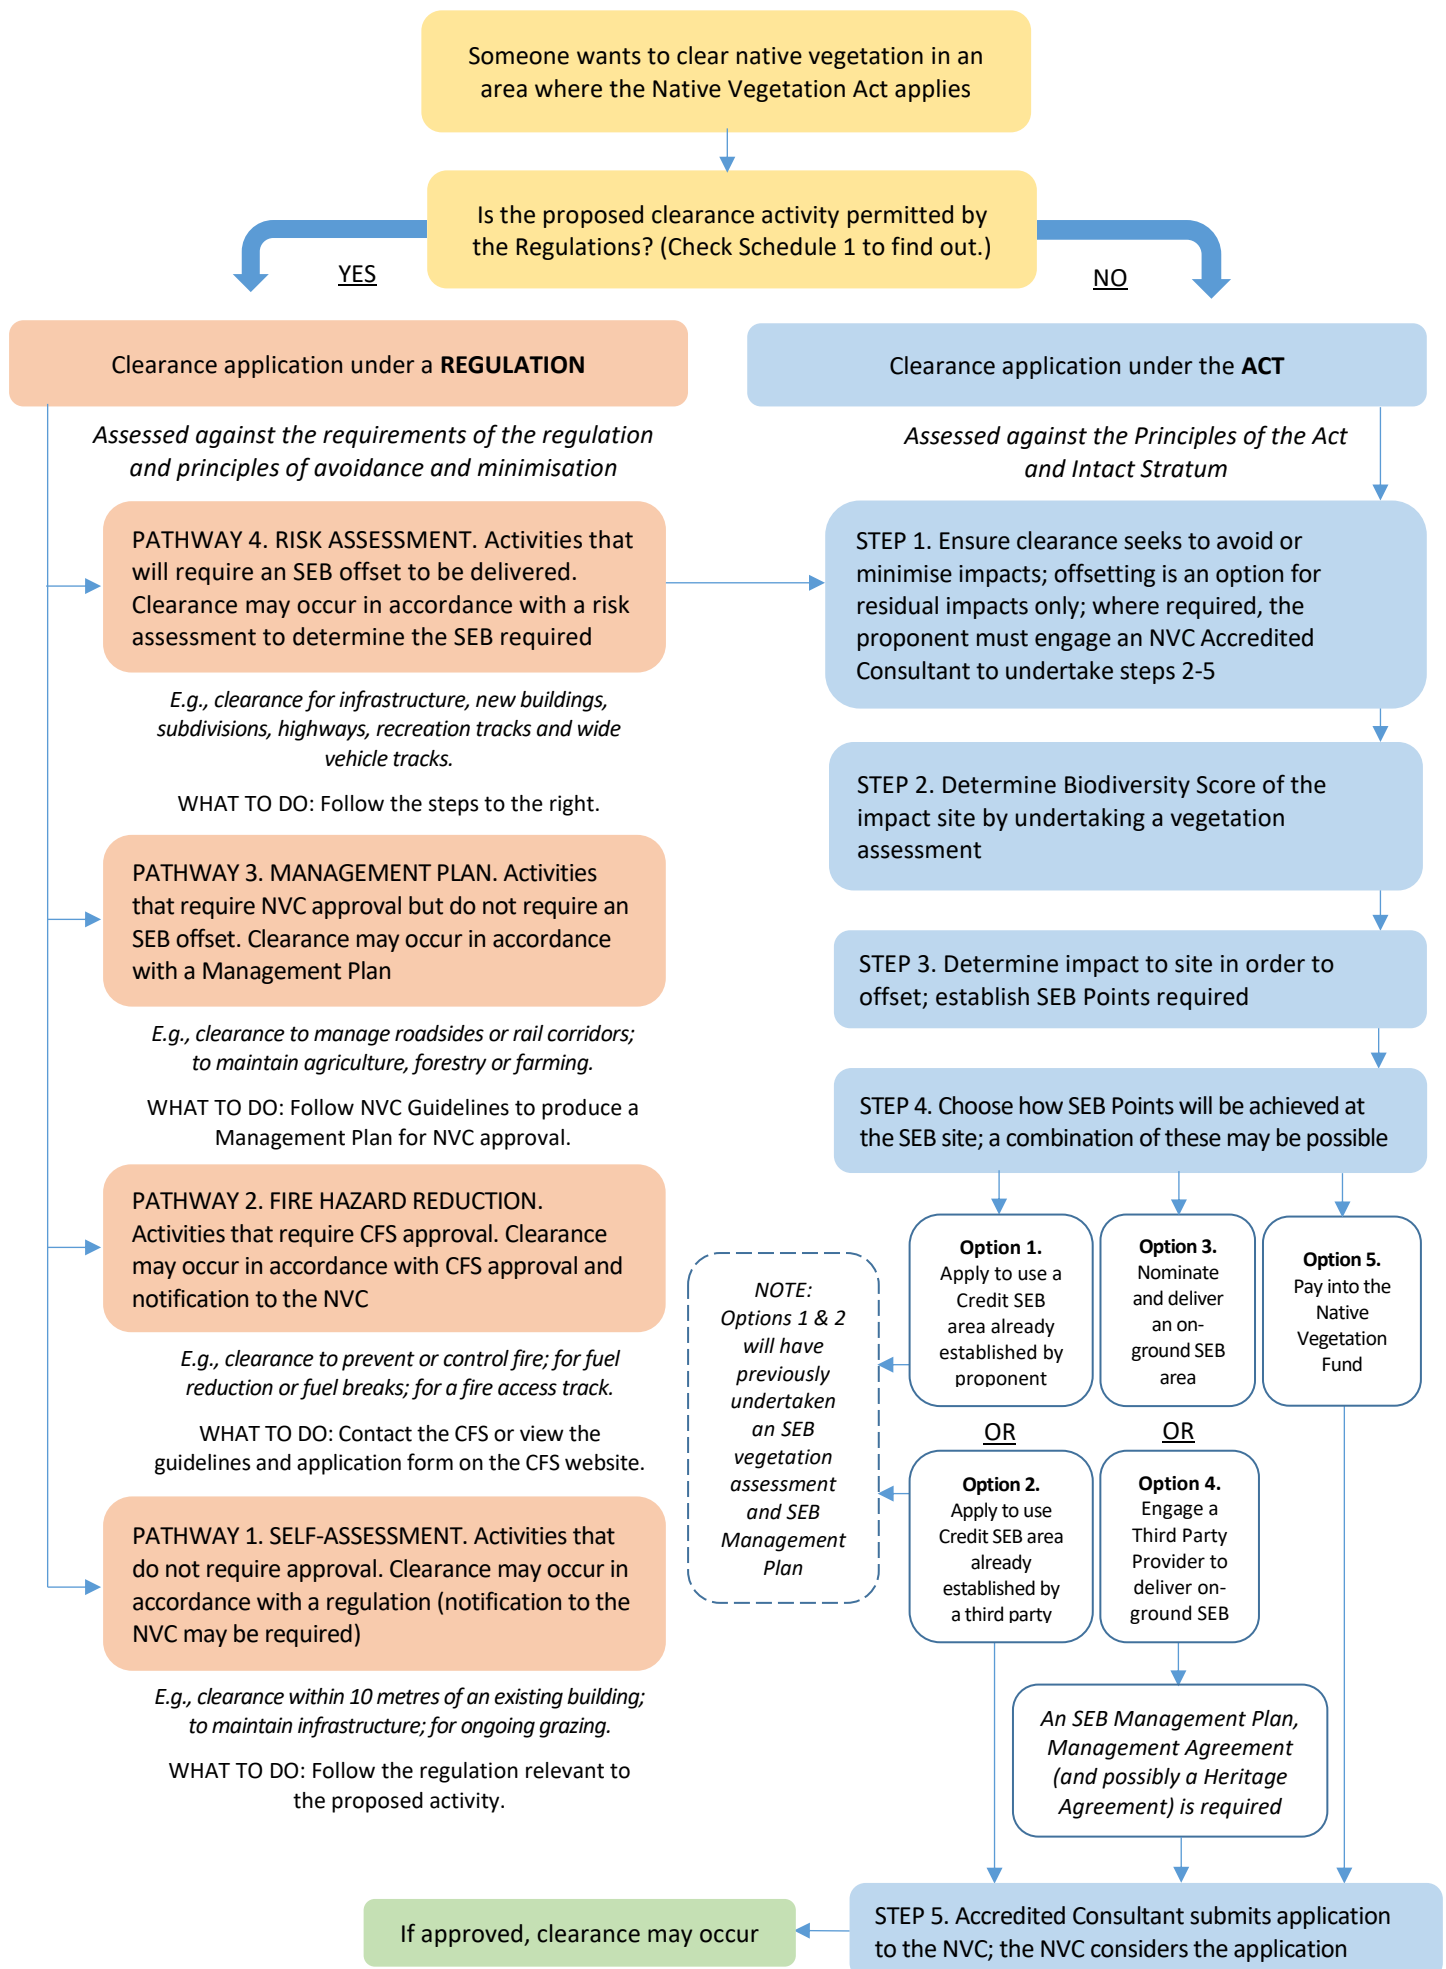 Someone wants to clear native vegetation in an
area where the Native Vegetation Act applies
Is the proposed clearance activity permitted by
the Regulations? (Check Schedule 1 to find out.)
YES
NO
Clearance application under a REGULATION
Assessed against the requirements of the regulation
and principles of avoidance and minimisation
PATHWAY 4. RISK ASSESSMENT. Activities that
will require an SEB offset to be delivered.
Clearance may occur in accordance with a risk
assessment to determine the SEB required
E.g., clearance for infrastructure, new buildings,
subdivisions, highways, recreation tracks and wide
vehicle tracks.
WHAT TO DO: Follow the steps to the right.
PATHWAY 3. MANAGEMENT PLAN. Activities
that require NVC approval but do not require an
SEB offset. Clearance may occur in accordance
with a Management Plan
E.g., clearance to manage roadsides or rail corridors;
to maintain agriculture, forestry or farming.
WHAT TO DO: Follow NVC Guidelines to produce a
Management Plan for NVC approval.
PATHWAY 2. FIRE HAZARD REDUCTION.
Activities that require CFS approval. Clearance
may occur in accordance with CFS approval and
notification to the NVC
E.g., clearance to prevent or control fire; for fuel
reduction or fuel breaks; for a fire access track.
WHAT TO DO: Contact the CFS or view the
guidelines and application form on the CFS website.
PATHWAY 1. SELF-ASSESSMENT. Activities that
do not require approval. Clearance may occur in
accordance with a regulation (notification to the
NVC may be required)
E.g., clearance within 10 metres of an existing building;
to maintain infrastructure; for ongoing grazing.
WHAT TO DO: Follow the regulation relevant to
the proposed activity.
Clearance application under the ACT
Assessed against the Principles of the Act
and Intact Stratum
STEP 1. Ensure clearance seeks to avoid or
minimise impacts; offsetting is an option for
residual impacts only; where required, the
proponent must engage an NVC Accredited
Consultant to undertake steps 2-5
STEP 2. Determine Biodiversity Score of the
impact site by undertaking a vegetation
assessment
STEP 3. Determine impact to site in order to
offset; establish SEB Points required
STEP 4. Choose how SEB Points will be achieved at
the SEB site; a combination of these may be possible
NOTE:
Options 1 & 2
will have
previously
undertaken
an SEB
vegetation
assessment
and SEB
Management
Plan
Option 1.
Apply to use a
Credit SEB
area already
established by
proponent
OR
Option 2.
Apply to use
Credit SEB area
already
established by
a third party
Option 3.
Nominate
and deliver
an on-
ground SEB
area
OR
Option 4.
Engage a
Third Party
Provider to
deliver on-
ground SEB
Option 5.
Pay into the
Native
Vegetation
Fund
An SEB Management Plan,
Management Agreement
(and possibly a Heritage
Agreement) is required
STEP 5. Accredited Consultant submits application
to the NVC; the NVC considers the application
If approved, clearance may occur